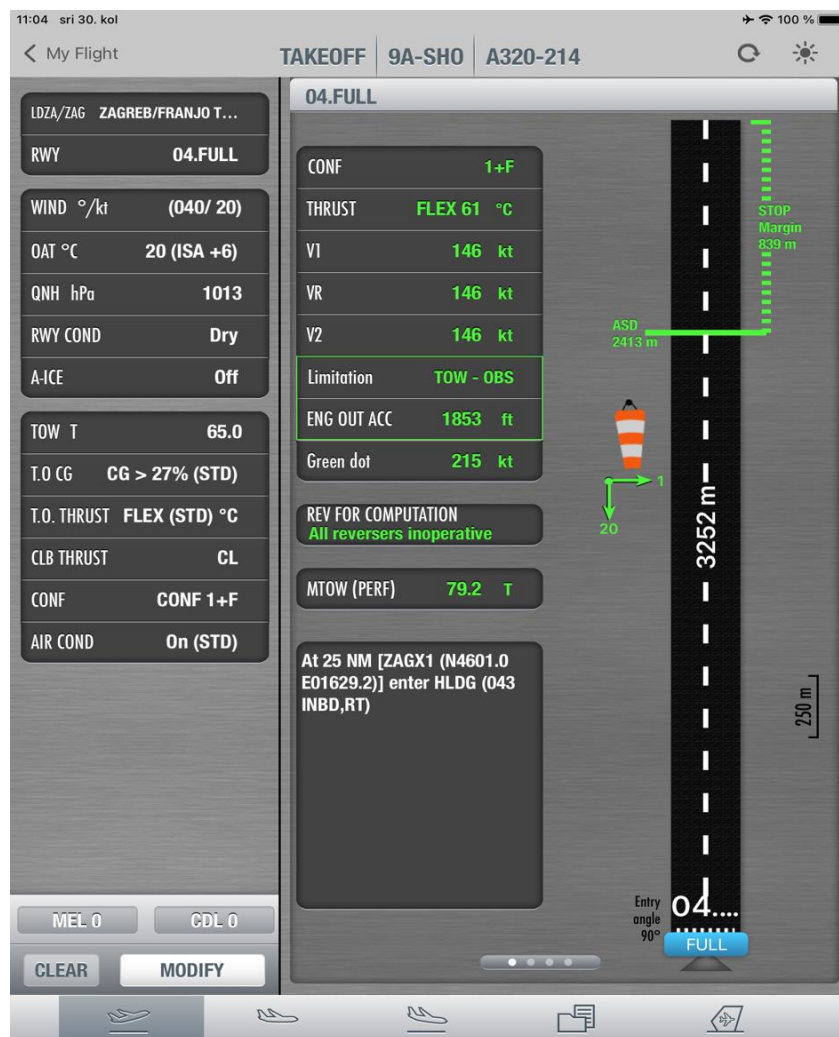 11:04 sri 30. kol
100 %
My Flight
TAKEOFF 9A-SHO A320-214
LDZA/ZAG ZAGREB/FRANJO T...
RWY 04.FULL
WIND °/kt (040/ 20)
OAT °C 20 (ISA +6)
QNH hPa 1013
RWY COND Dry
A-ICE Off
TOW T 65.0
T.O CG CG > 27% (STD)
T.O. THRUST FLEX (STD) °C
CLB THRUST CL
CONF CONF 1+F
AIR COND On (STD)
MEL 0 CDL 0
CLEAR MODIFY
04.FULL
CONF 1+F
THRUST FLEX 61 °C
V1 146 kt
VR 146 kt
V2 146 kt
Limitation TOW - OBS
ENG OUT ACC 1853 ft
Green dot 215 kt
REV FOR COMPUTATION
All reversers inoperative
MTOW (PERF) 79.2 T
At 25 NM [ZAGX1 (N4601.0
E01629.2)] enter HLDG (043
INBD,RT)
STOP
Margin
839 m
ASD
2413 m
1
20
3252 m
250 m
Entry
angle
90°
04....
FULL